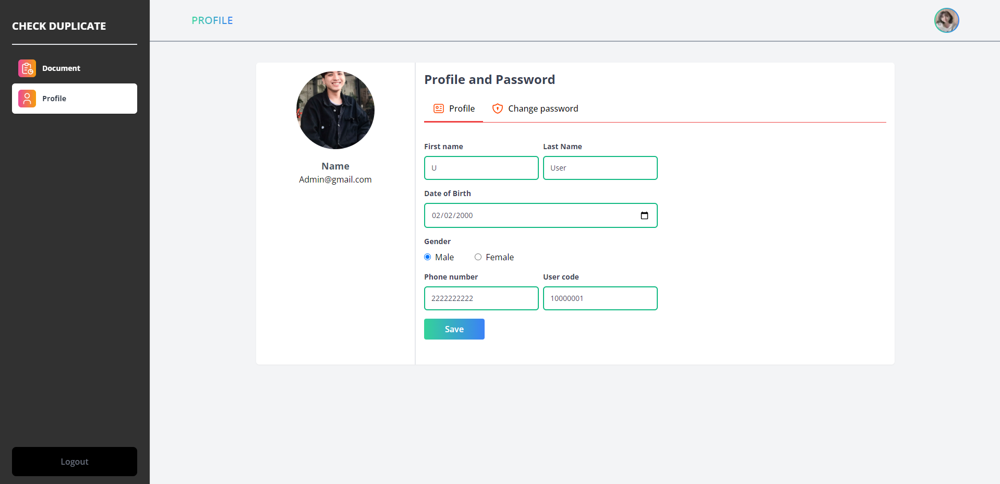 CHECK DUPLICATE
Document
Profile
Logout
PROFILE
Name
Admin@gmail.com
Profile and Password
Profile Change password
First name Last Name
U User
Date of Birth
02/02/2000
Gender
Male Female
Phone number User code
2222222222 10000001
Save